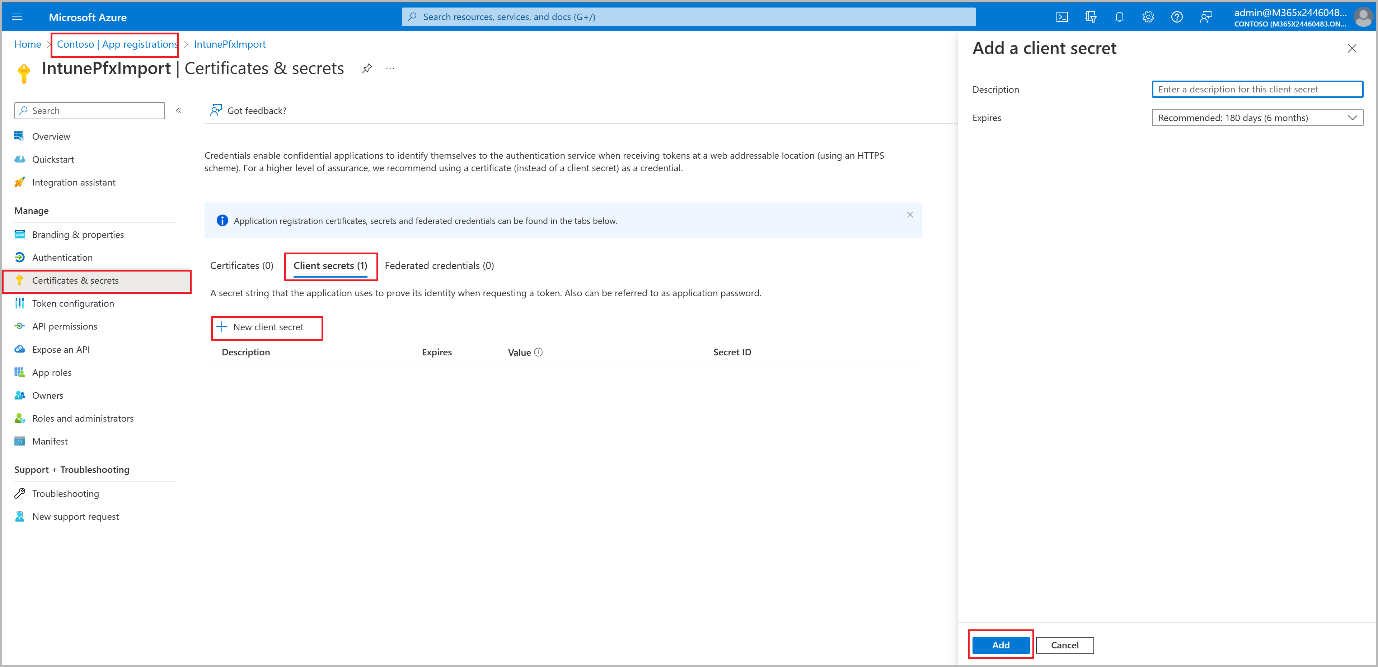 Microsoft Azure
Search resources, services, and docs (G+/)
admin@M365x24460483...
CONTOSO (M365X24460483.ON...
Home > Contoso | App registrations > IntunePfxImport
IntunePfxImport | Certificates & secrets
...
Search
«
Overview
Quickstart
Integration assistant
Manage
Branding & properties
Authentication
Certificates & secrets
Token configuration
API permissions
Expose an API
App roles
Owners
Roles and administrators
Manifest
Support + Troubleshooting
Troubleshooting
New support request
Got feedback?
Credentials enable confidential applications to identify themselves to the authentication service when receiving tokens at a web addressable location (using an HTTPS
scheme). For a higher level of assurance, we recommend using a certificate (instead of a client secret) as a credential.
Application registration certificates, secrets and federated credentials can be found in the tabs below.
Certificates (0) Client secrets (1) Federated credentials (0)
A secret string that the application uses to prove its identity when requesting a token. Also can be referred to as application password.
+ New client secret
Description Expires Value Secret ID
Add a client secret
Description Enter a description for this client secret
Expires Recommended: 180 days (6 months)
Add Cancel